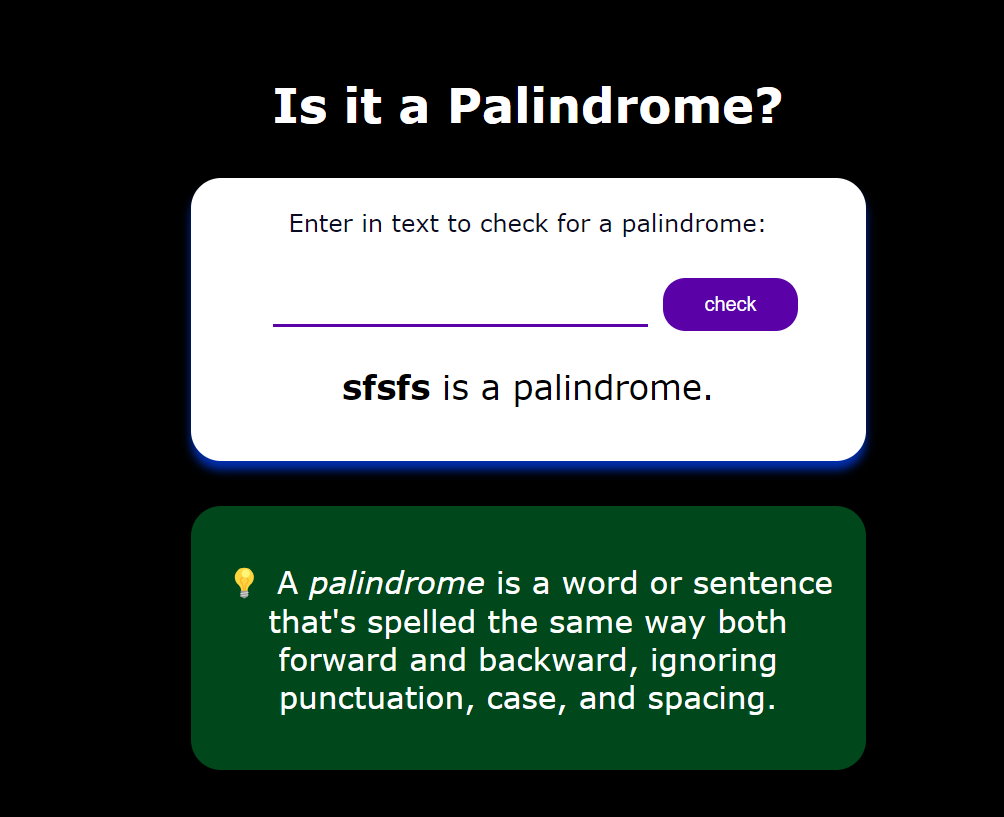 Is it a Palindrome?
Enter in text to check for a palindrome:
check
sfsfs is a palindrome.
💡 A palindrome is a word or sentence
that's spelled the same way both
forward and backward, ignoring
punctuation, case, and spacing.